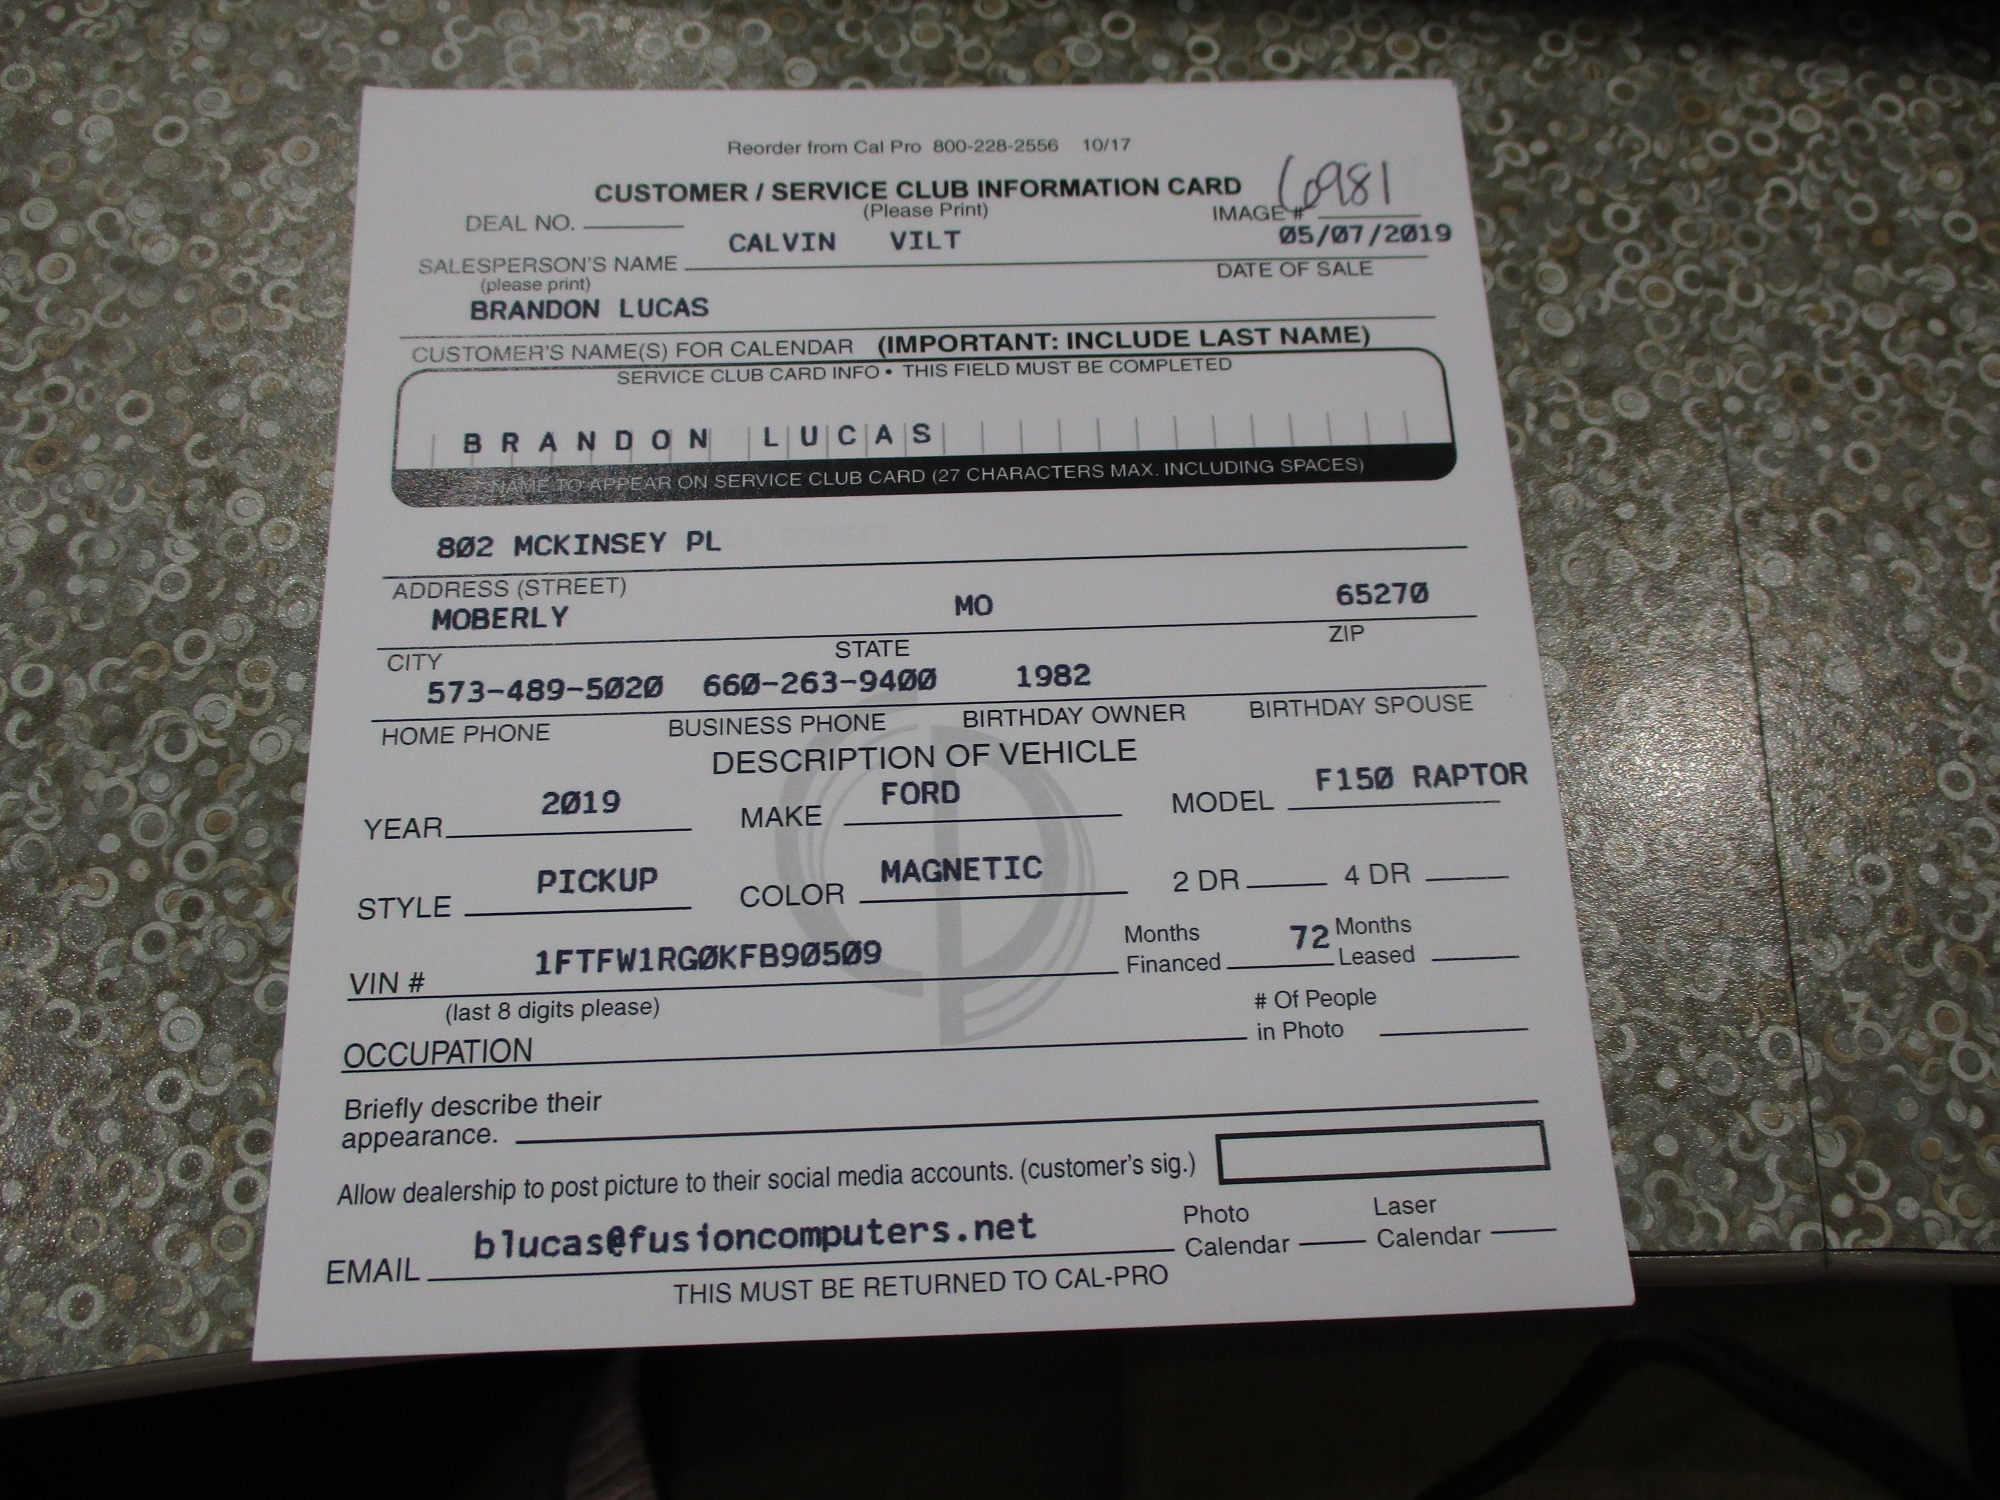 Reorder from Cal Pro 800-228-2556 10/17
CUSTOMER / SERVICE CLUB INFORMATION CARD 6981
DEAL NO. (Please Print) IMAGE #
CALVIN VILT 05/07/2019
SALESPERSON'S NAME DATE OF SALE
(please print)
BRANDON LUCAS
CUSTOMER'S NAME(S) FOR CALENDAR (IMPORTANT: INCLUDE LAST NAME)
SERVICE CLUB CARD INFO • THIS FIELD MUST BE COMPLETED
BRANDON LUCAS
NAME TO APPEAR ON SERVICE CLUB CARD (27 CHARACTERS MAX. INCLUDING SPACES)
802 MCKINSEY PL
ADDRESS (STREET)
MOBERLY MO 65270
CITY STATE ZIP
573-489-5020 660-263-9400 1982
HOME PHONE BUSINESS PHONE BIRTHDAY OWNER BIRTHDAY SPOUSE
DESCRIPTION OF VEHICLE
YEAR 2019 MAKE FORD MODEL F150 RAPTOR
STYLE PICKUP COLOR MAGNETIC 2 DR 4 DR
VIN # 1FTFW1RG0KFB90509 Months Financed 72 Months Leased
(last 8 digits please)
OCCUPATION # Of People in Photo
Briefly describe their
appearance.
Allow dealership to post picture to their social media accounts. (customer's sig.)
EMAIL blucas@fusioncomputers.net Photo Calendar Laser Calendar
THIS MUST BE RETURNED TO CAL-PRO